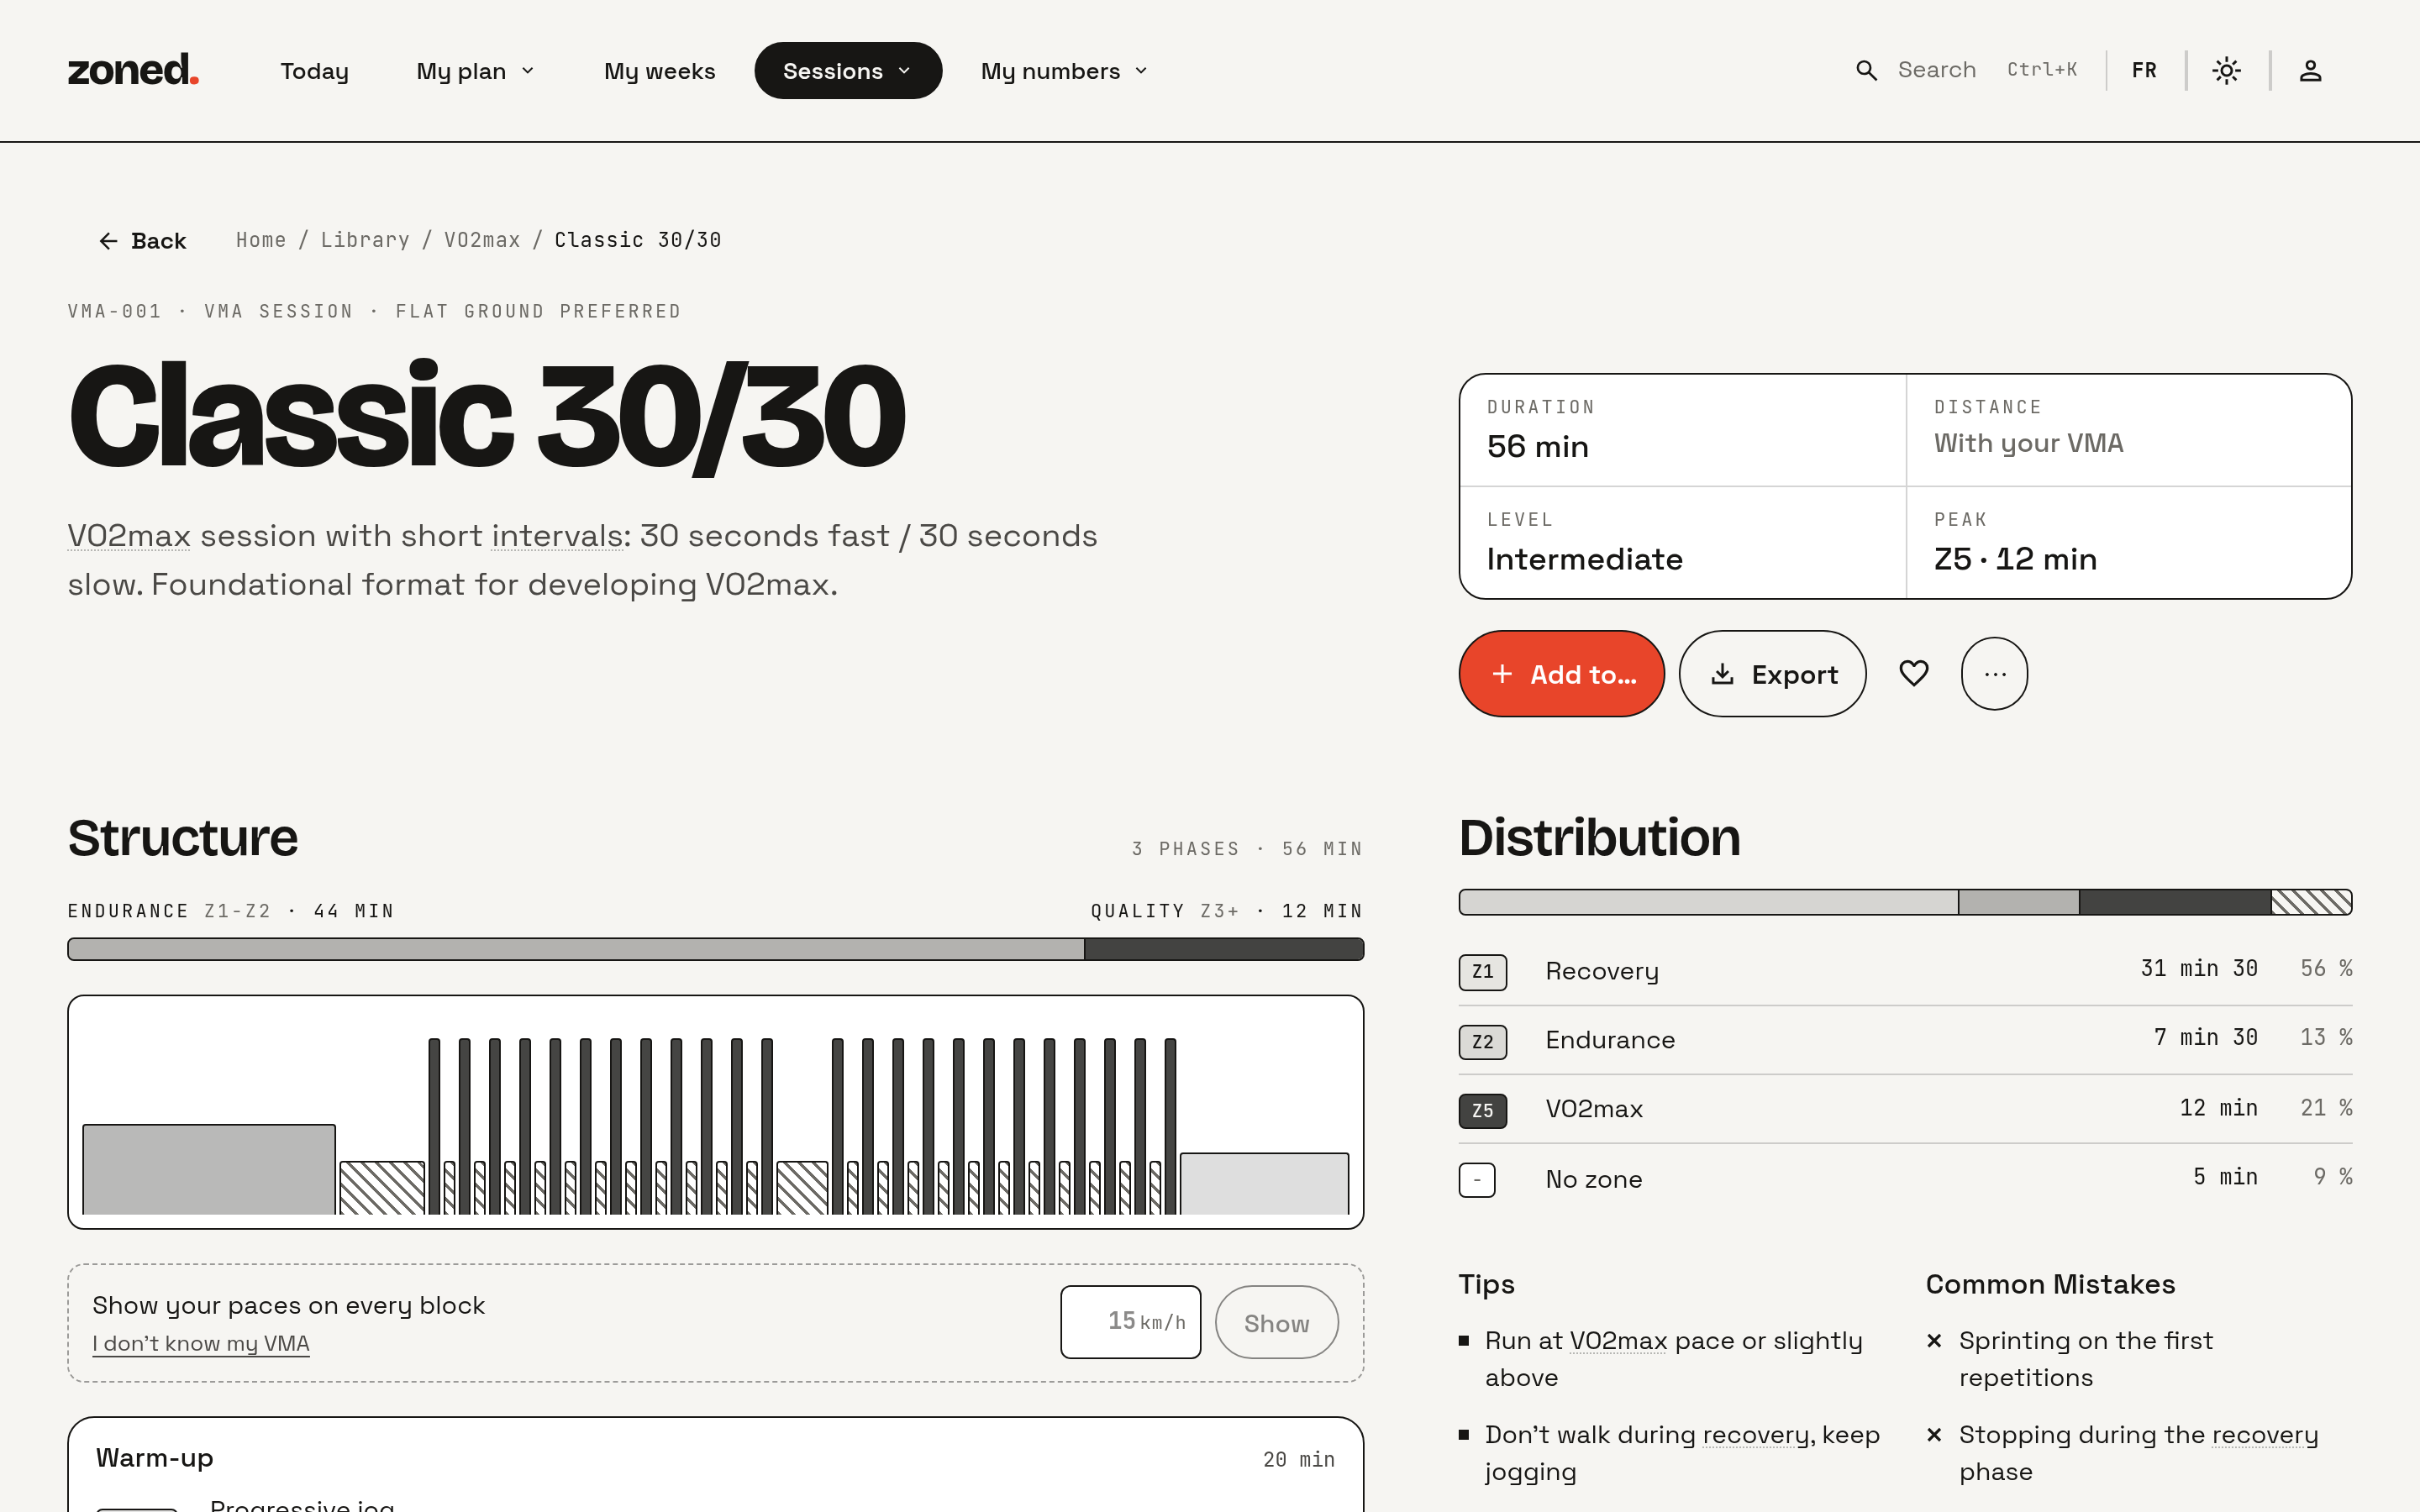 zoned.
Today
My plan
My weeks
Sessions
My numbers
Search Ctrl+K
FR
Back
Home / Library / VO2max / Classic 30/30
VMA-001 · VMA SESSION · FLAT GROUND PREFERRED
Classic 30/30
VO2max session with short intervals: 30 seconds fast / 30 seconds
slow. Foundational format for developing VO2max.
DURATION
56 min
DISTANCE
With your VMA
LEVEL
Intermediate
PEAK
Z5 · 12 min
+ Add to...
Export
...
Structure
3 PHASES · 56 MIN
ENDURANCE Z1-Z2 · 44 MIN
QUALITY Z3+ · 12 MIN
Show your paces on every block
I don't know my VMA
15 km/h
Show
Warm-up
20 min
Progressive jog
Distribution
Z1 Recovery 31 min 30 56 %
Z2 Endurance 7 min 30 13 %
Z5 VO2max 12 min 21 %
- No zone 5 min 9 %
Tips
Run at VO2max pace or slightly
above
Don't walk during recovery, keep
jogging
Common Mistakes
Sprinting on the first
repetitions
Stopping during the recovery
phase